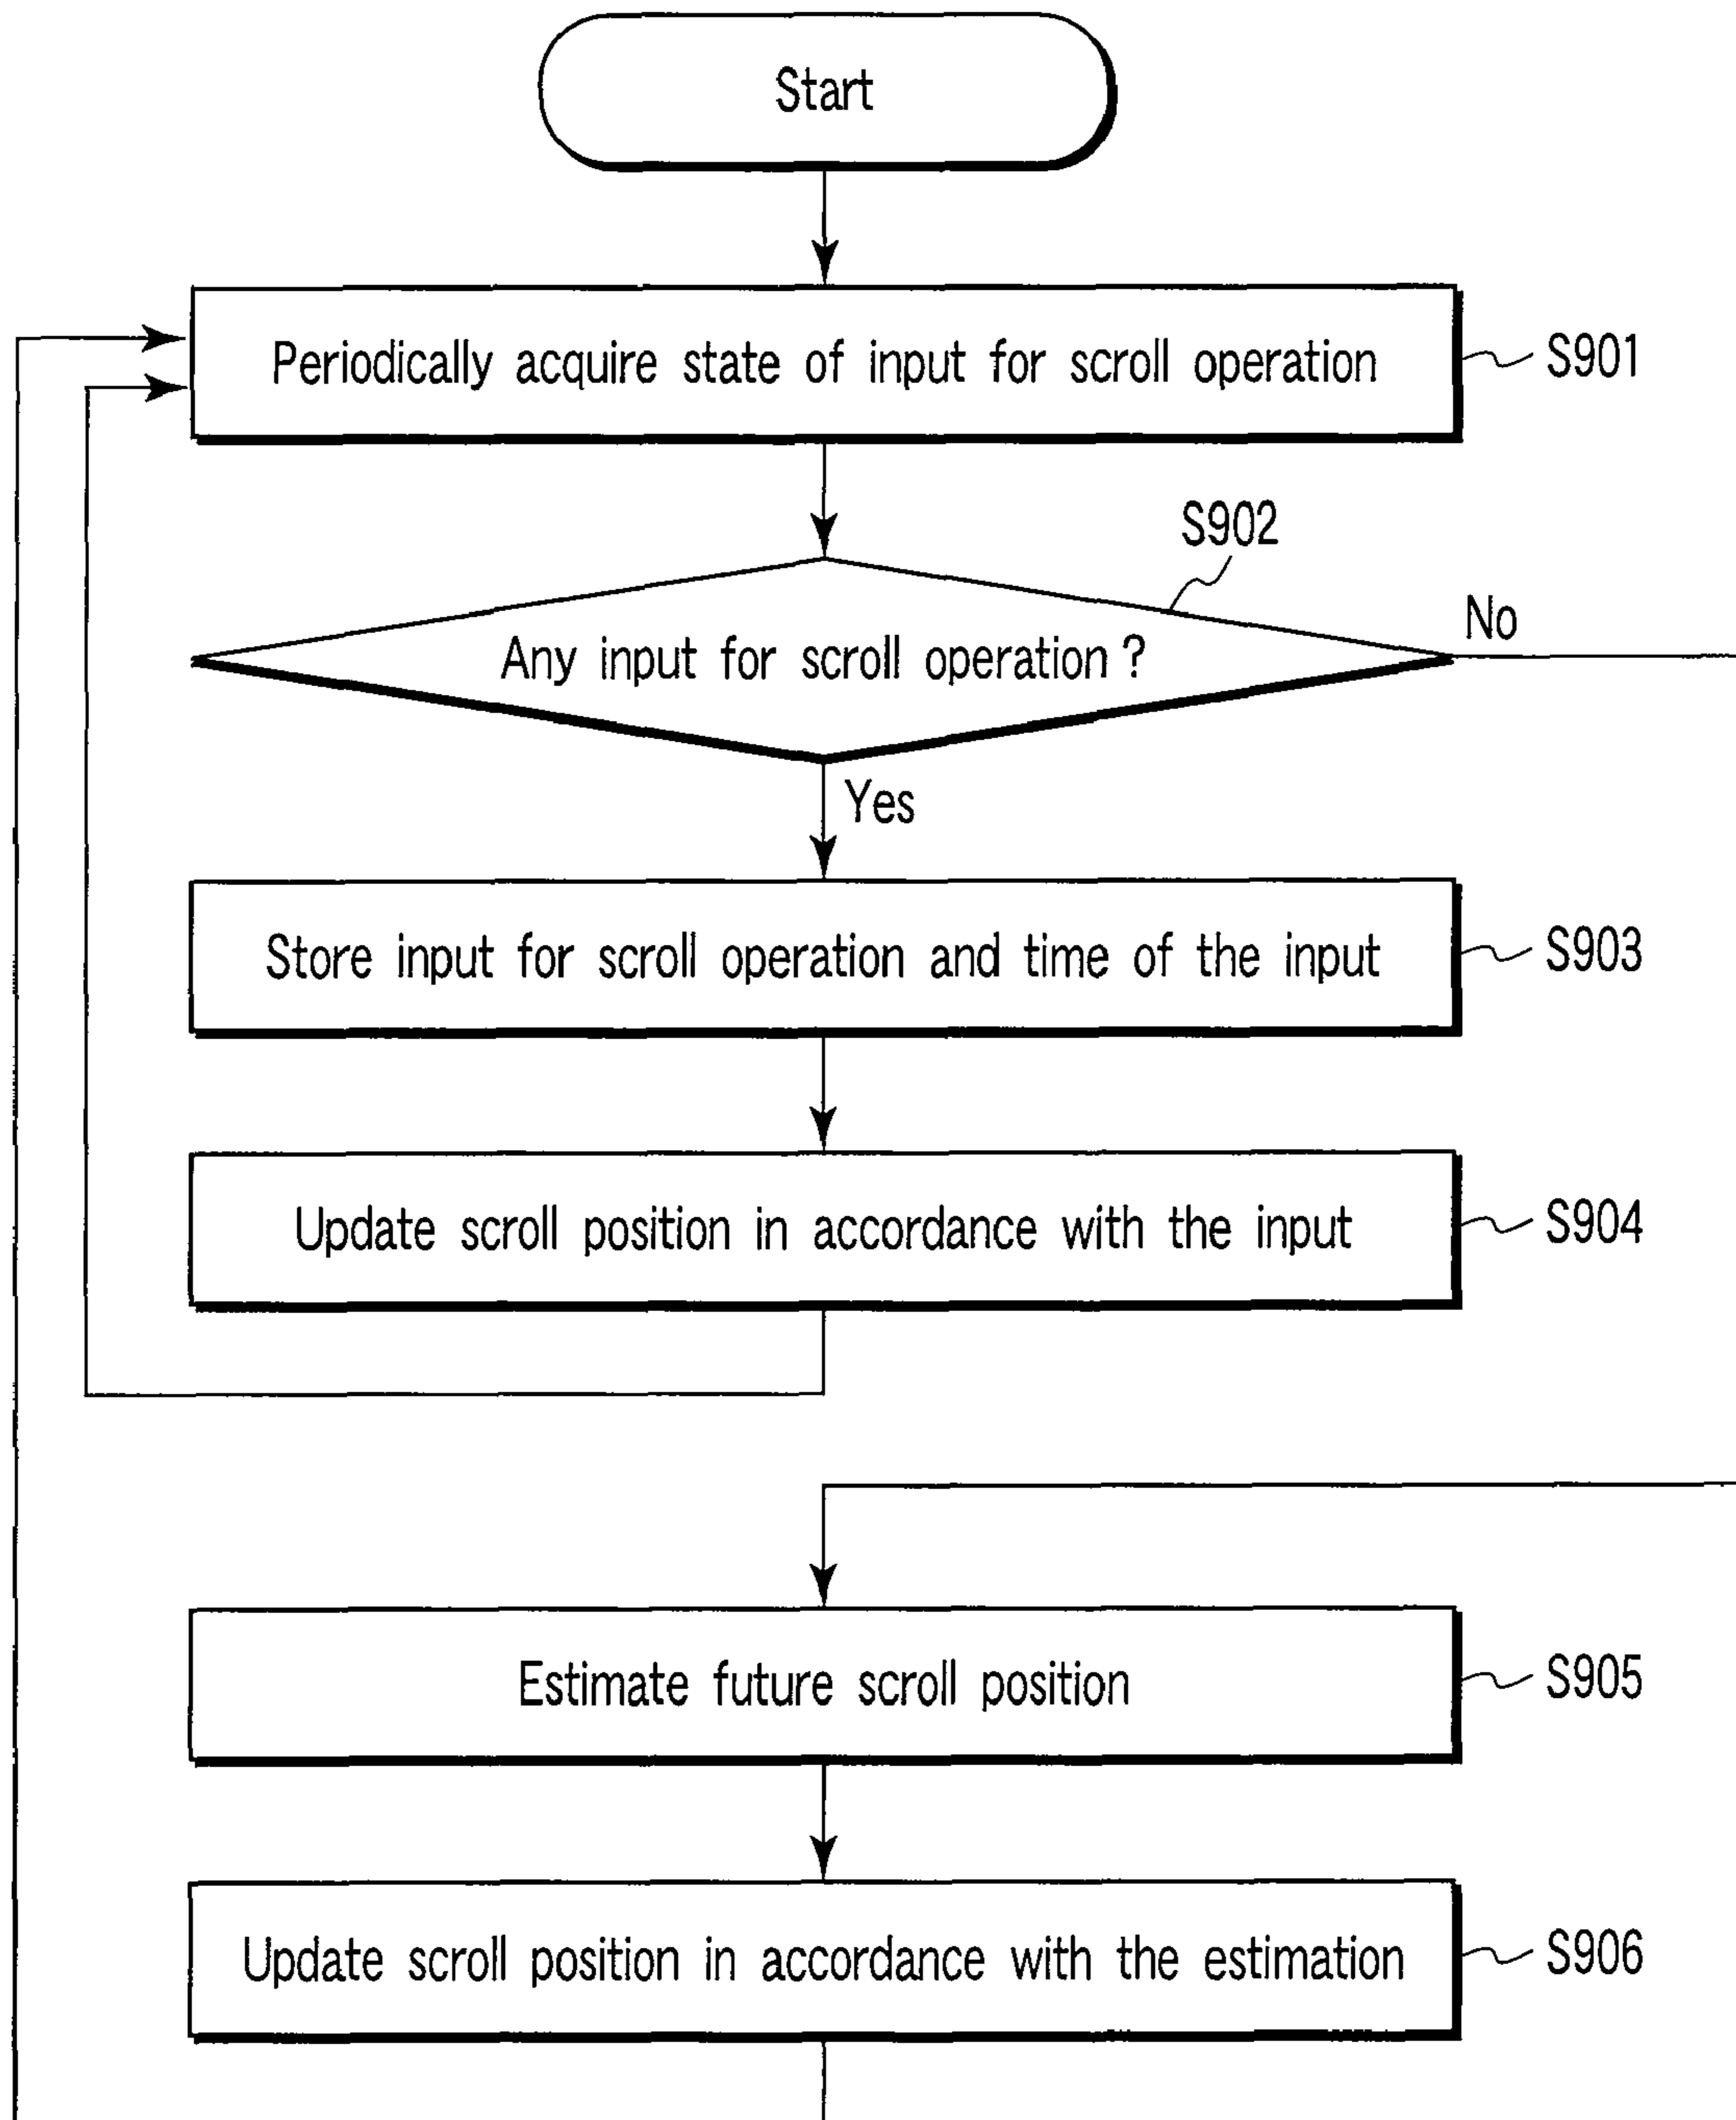 Start
Periodically acquire state of input for scroll operation
S901
S902
Any input for scroll operation ?
No
Yes
Store input for scroll operation and time of the input
S903
Update scroll position in accordance with the input
S904
Estimate future scroll position
S905
Update scroll position in accordance with the estimation
S906